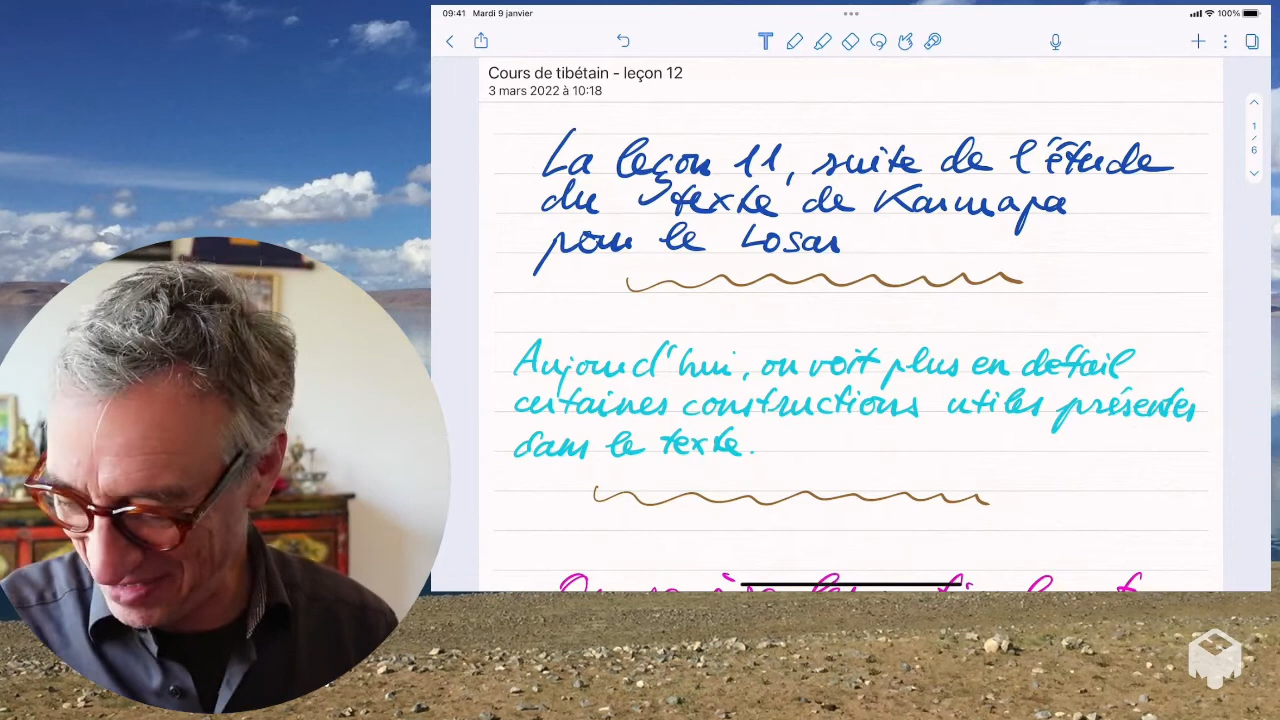 09:41 Mardi 9 janvier
100%
Cours de tibétain - leçon 12
3 mars 2022 à 10:18
La leçon 11, suite de l'étude
du texte de Karmapa
pour le Losar
Aujourd'hui, on voit plus en détail
certaines constructions utiles présentes
dans le texte.
1
6